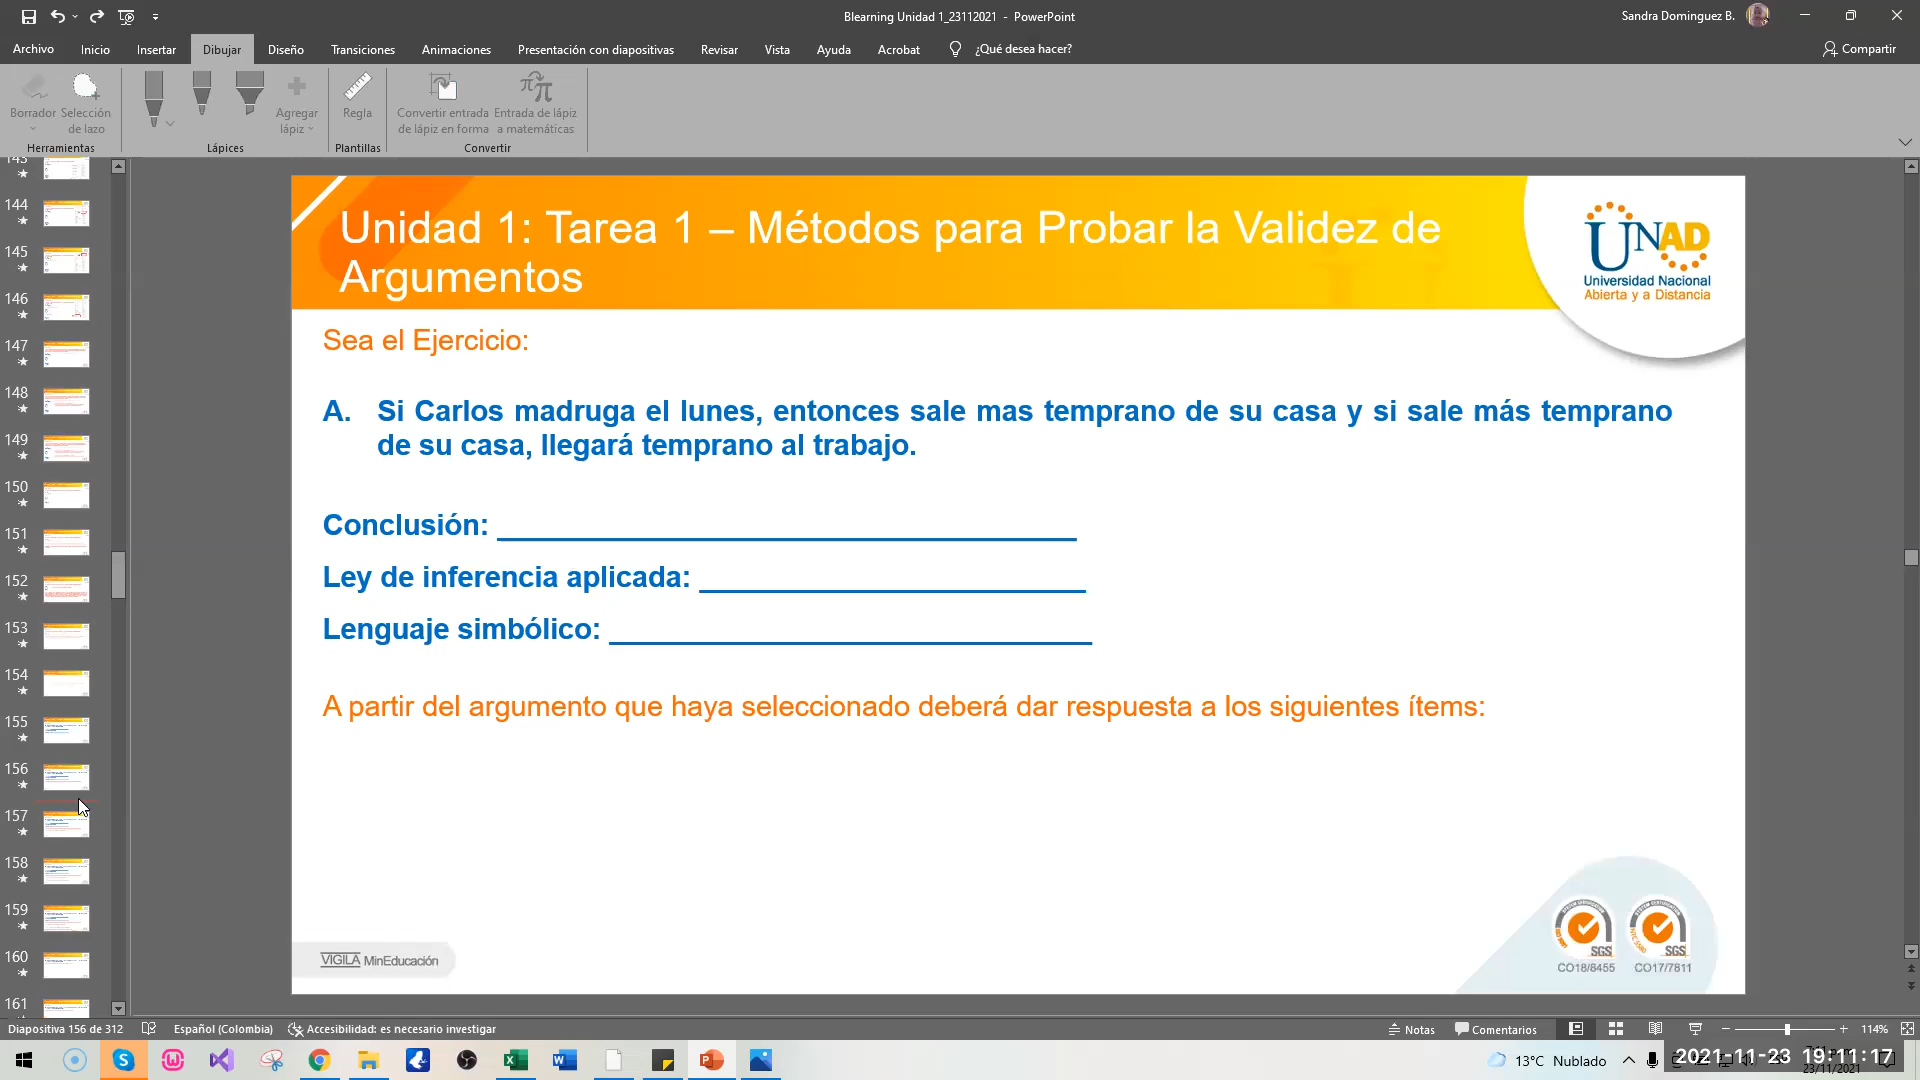 Blearning Unidad 1_23112021 - PowerPoint
Sandra Dominguez B.
Archivo Inicio Insertar Dibujar Diseño Transiciones Animaciones Presentación con diapositivas Revisar Vista Ayuda Acrobat ¿Qué desea hacer? Compartir
Borrador Selección de lazo Agregar lápiz Regla Convertir entrada de lápiz en forma Entrada de lápiz a matemáticas
Herramientas Lápices Plantillas Convertir
143
144
145
146
147
148
149
150
151
152
153
154
155
156
157
158
159
160
161
Unidad 1: Tarea 1 – Métodos para Probar la Validez de
Argumentos
UNAD
Universidad Nacional
Abierta y a Distancia
Sea el Ejercicio:
A. Si Carlos madruga el lunes, entonces sale mas temprano de su casa y si sale más temprano
de su casa, llegará temprano al trabajo.
Conclusión: ____________________
Ley de inferencia aplicada: ____________________
Lenguaje simbólico: ____________________
A partir del argumento que haya seleccionado deberá dar respuesta a los siguientes ítems:
VIGILA MinEducación
SGS SGS
CO18/8455 CO17/7811
Diapositiva 156 de 312 Español (Colombia) Accesibilidad: es necesario investigar Notas Comentarios 114%
13°C Nublado
2021-11-23 19:11:17
23/11/2021